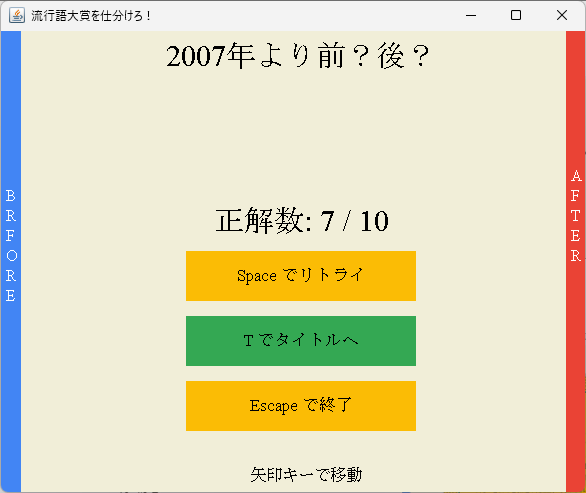 流行語大賞を仕分けろ！
2007年より前？後？
BRFORE
AFTER
正解数: 7 / 10
Space でリトライ
T でタイトルへ
Escape で終了
矢印キーで移動